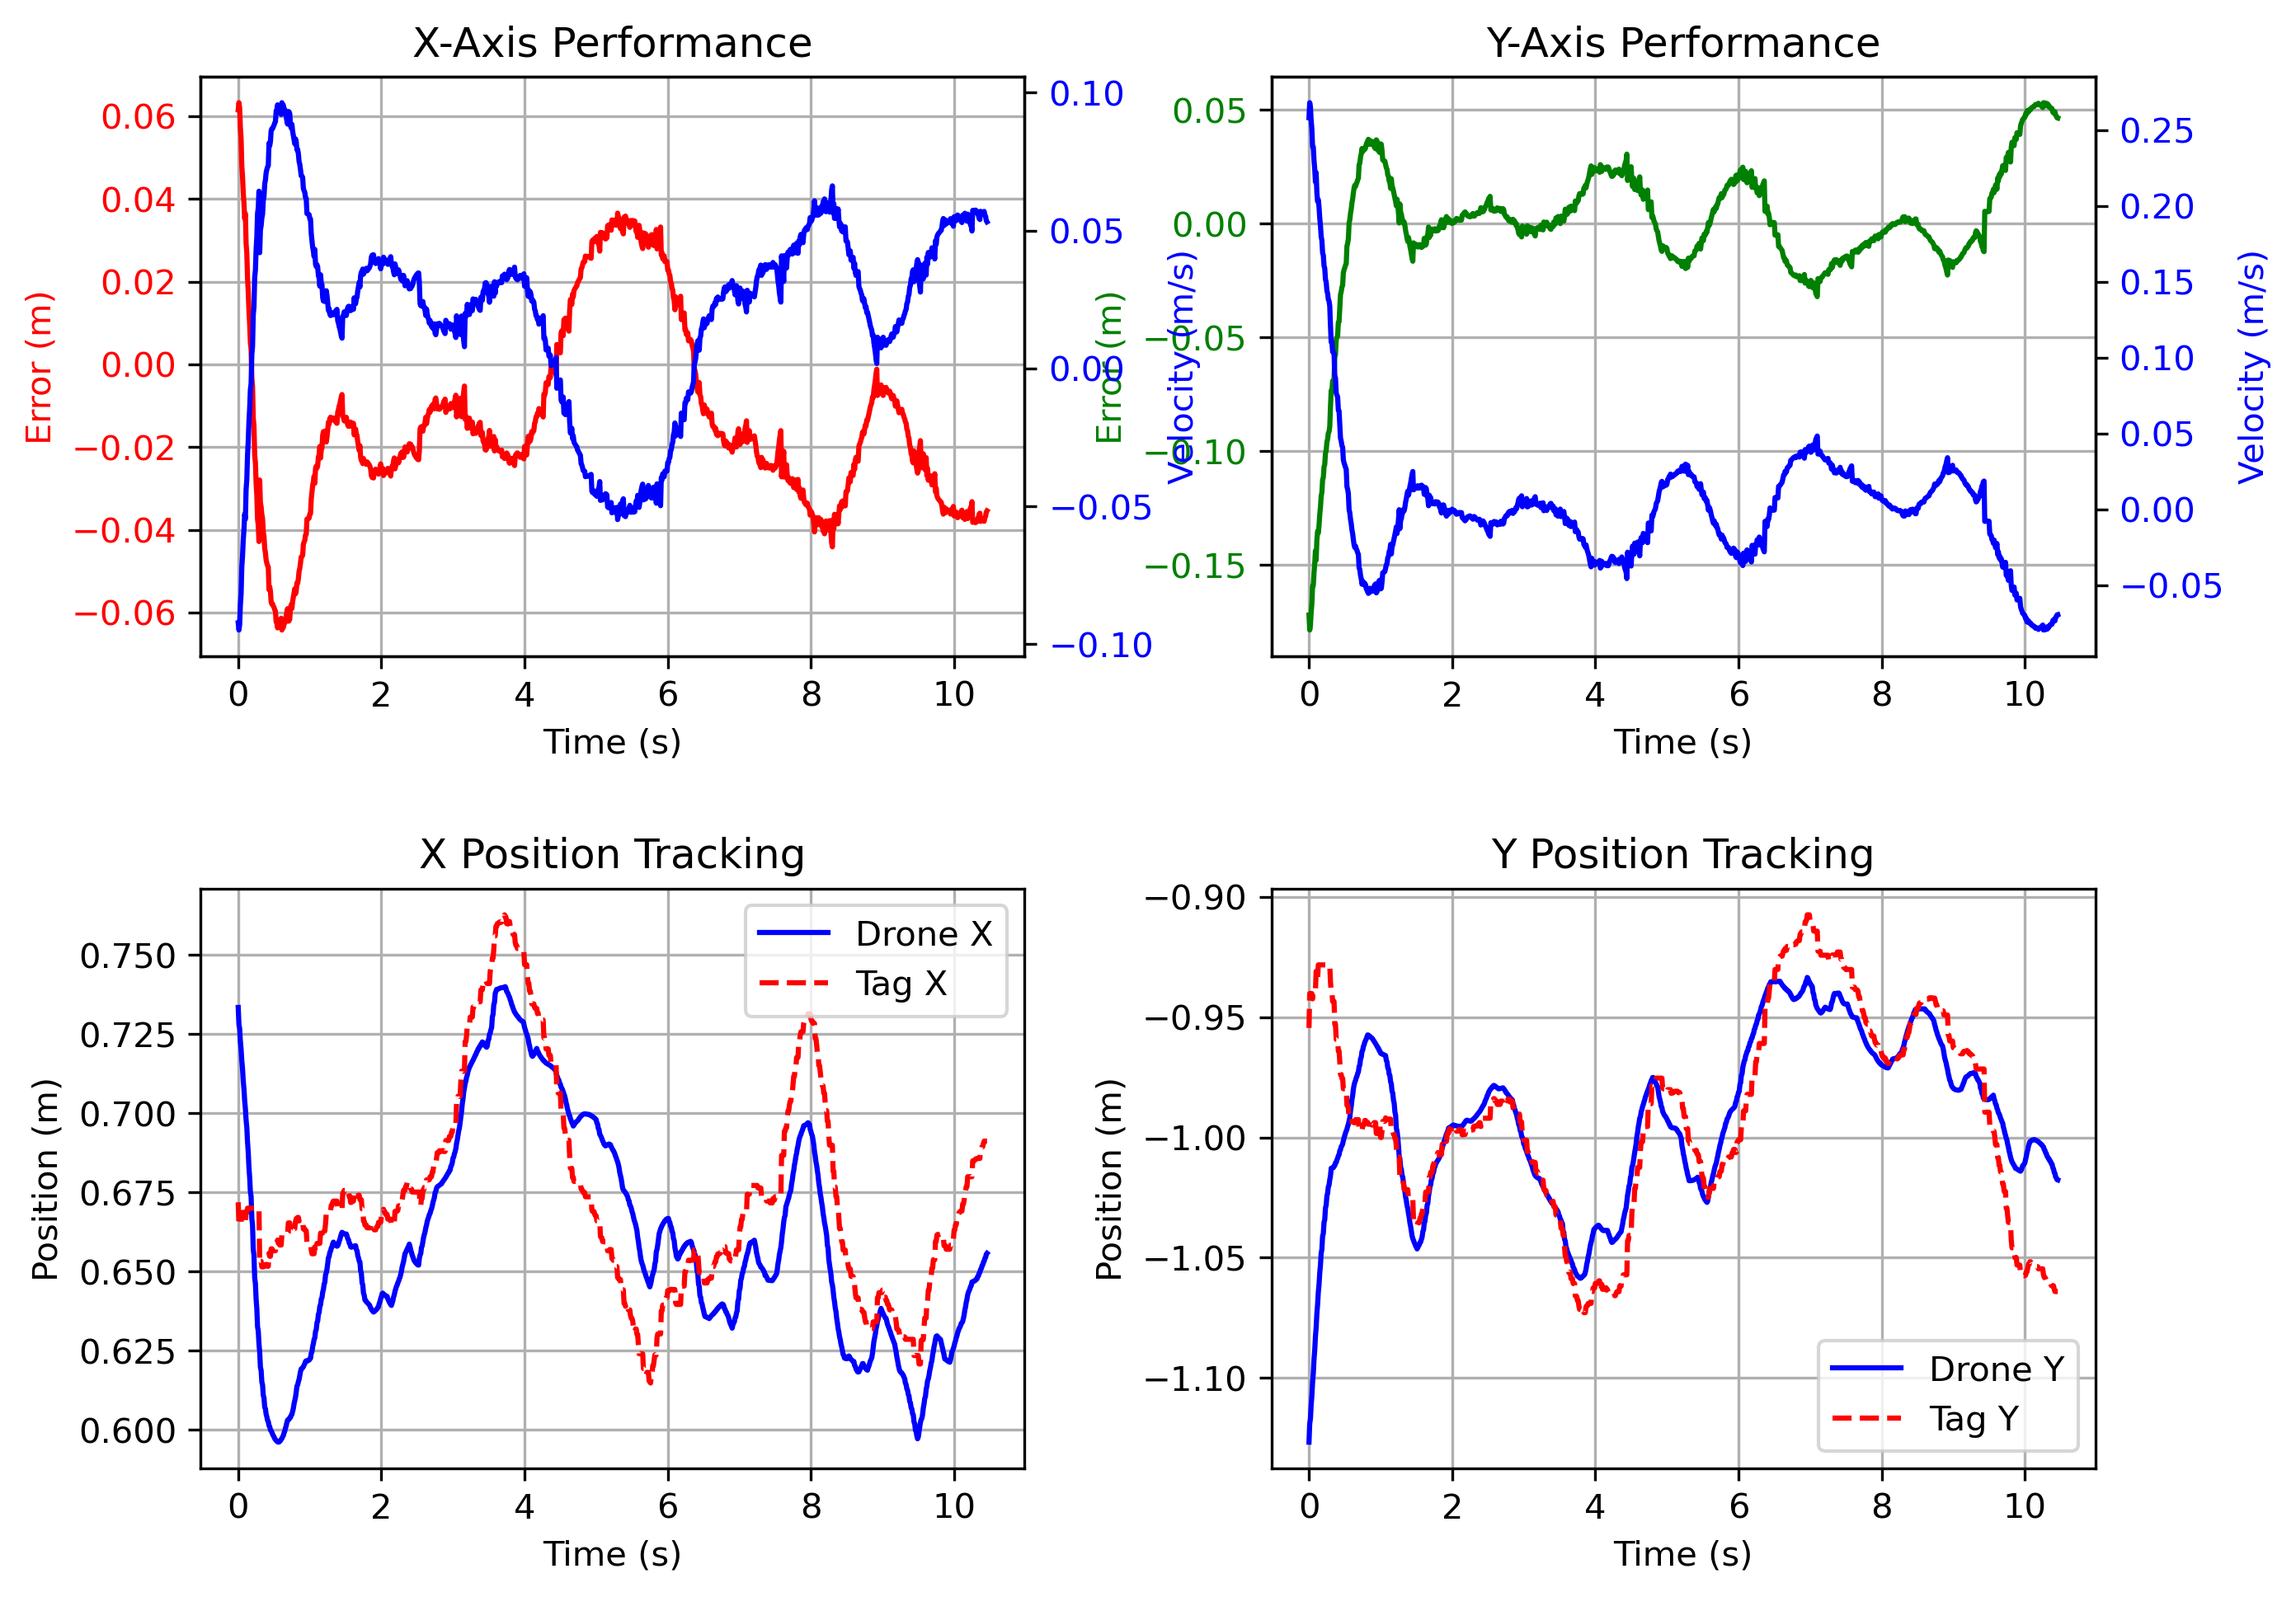 X-Axis Performance
0.06
0.04
0.02
0.00
−0.02
−0.04
−0.06
Error (m)
0.10
0.05
0.00
−0.05
−0.10
Velocity (m/s)
0 2 4 6 8 10
Time (s)
Y-Axis Performance
0.05
0.00
−0.05
−0.10
−0.15
Error (m)
0.25
0.20
0.15
0.10
0.05
0.00
−0.05
Velocity (m/s)
0 2 4 6 8 10
Time (s)
X Position Tracking
0.750
0.725
0.700
0.675
0.650
0.625
0.600
Position (m)
Drone X
Tag X
0 2 4 6 8 10
Time (s)
Y Position Tracking
−0.90
−0.95
−1.00
−1.05
−1.10
Position (m)
Drone Y
Tag Y
0 2 4 6 8 10
Time (s)